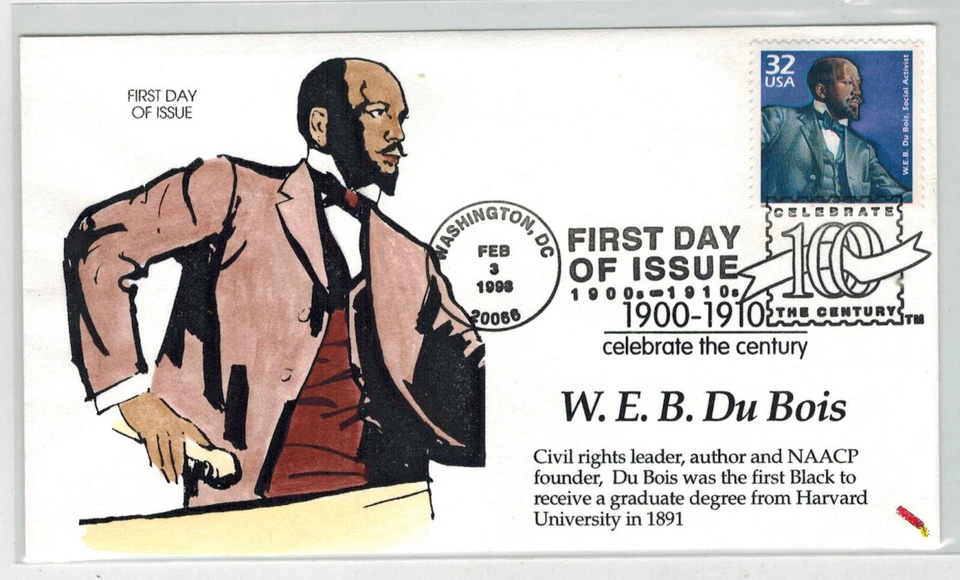 FIRST DAY
OF ISSUE
32
USA
W.E.B. Du Bois, Social Activist
WASHINGTON, DC
FEB
3
1998
20066
FIRST DAY
OF ISSUE
1900s–1910s
CELEBRATE
100
THE CENTURY
TM
1900-1910
celebrate the century
W. E. B. Du Bois
Civil rights leader, author and NAACP
founder, Du Bois was the first Black to
receive a graduate degree from Harvard
University in 1891